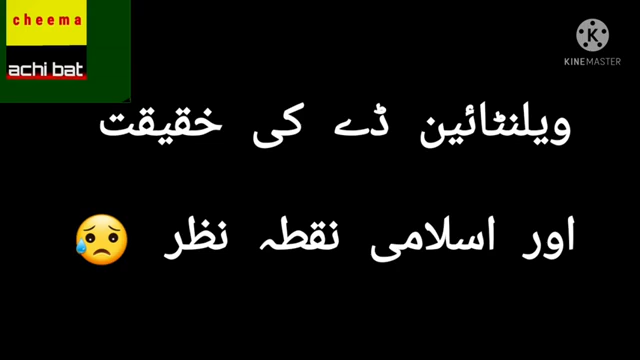 cheema
achi bat
KINEMASTER
ویلنٹائین ڈے کی خقیقت
اور اسلامی نقطہ نظر 😥